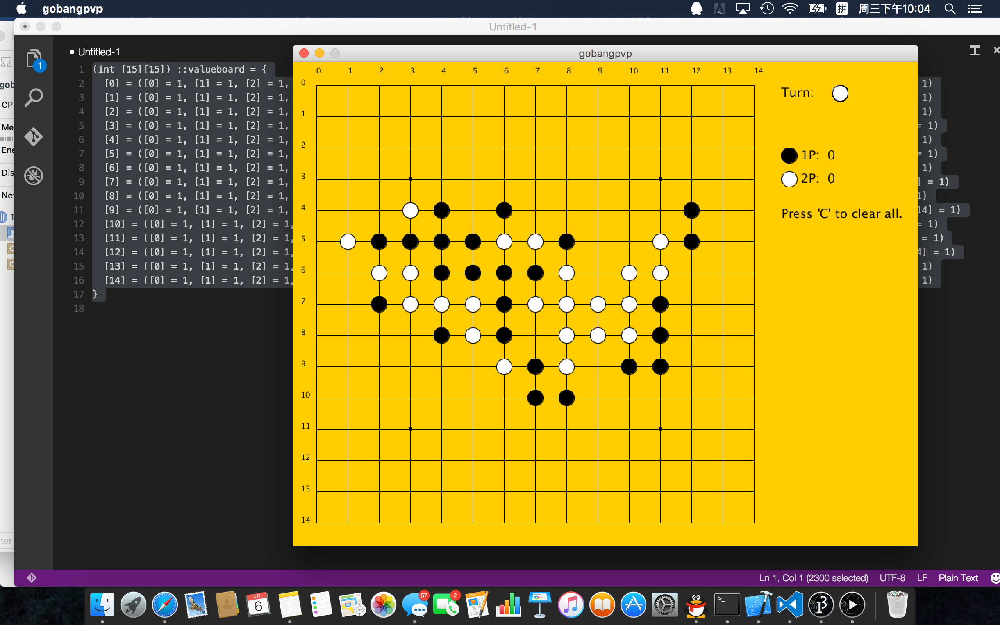 gobangpvp
拼 周三下午10:04
Untitled-1
Untitled-1
1
1 (int [15][15]) ::valueboard = {
2 [0] = ([0] = 1, [1] = 1, [2] = 1, 1)
3 [1] = ([0] = 1, [1] = 1, [2] = 1, 1)
4 [2] = ([0] = 1, [1] = 1, [2] = 1, 1)
5 [3] = ([0] = 1, [1] = 1, [2] = 1, = 1)
6 [4] = ([0] = 1, [1] = 1, [2] = 1, 1)
7 [5] = ([0] = 1, [1] = 1, [2] = 1, = 1)
8 [6] = ([0] = 1, [1] = 1, [2] = 1, 1)
9 [7] = ([0] = 1, [1] = 1, [2] = 1, ] = 1)
10 [8] = ([0] = 1, [1] = 1, [2] = 1, 1)
11 [9] = ([0] = 1, [1] = 1, [2] = 1, 14] = 1)
12 [10] = ([0] = 1, [1] = 1, [2] = 1, = 1)
13 [11] = ([0] = 1, [1] = 1, [2] = 1, = 1)
14 [12] = ([0] = 1, [1] = 1, [2] = 1, 4] = 1)
15 [13] = ([0] = 1, [1] = 1, [2] = 1, 1)
16 [14] = ([0] = 1, [1] = 1, [2] = 1, 1)
17 }
18
gob
CP
Me
Ene
Dis
Net
T
ter
gobangpvp
0 1 2 3 4 5 6 7 8 9 10 11 12 13 14
0
1
2
3
4
5
6
7
8
9
10
11
12
13
14
Turn:
1P: 0
2P: 0
Press 'C' to clear all.
Ln 1, Col 1 (2300 selected) UTF-8 LF Plain Text
4月
6
280
3D
57
2
PAGES
>_